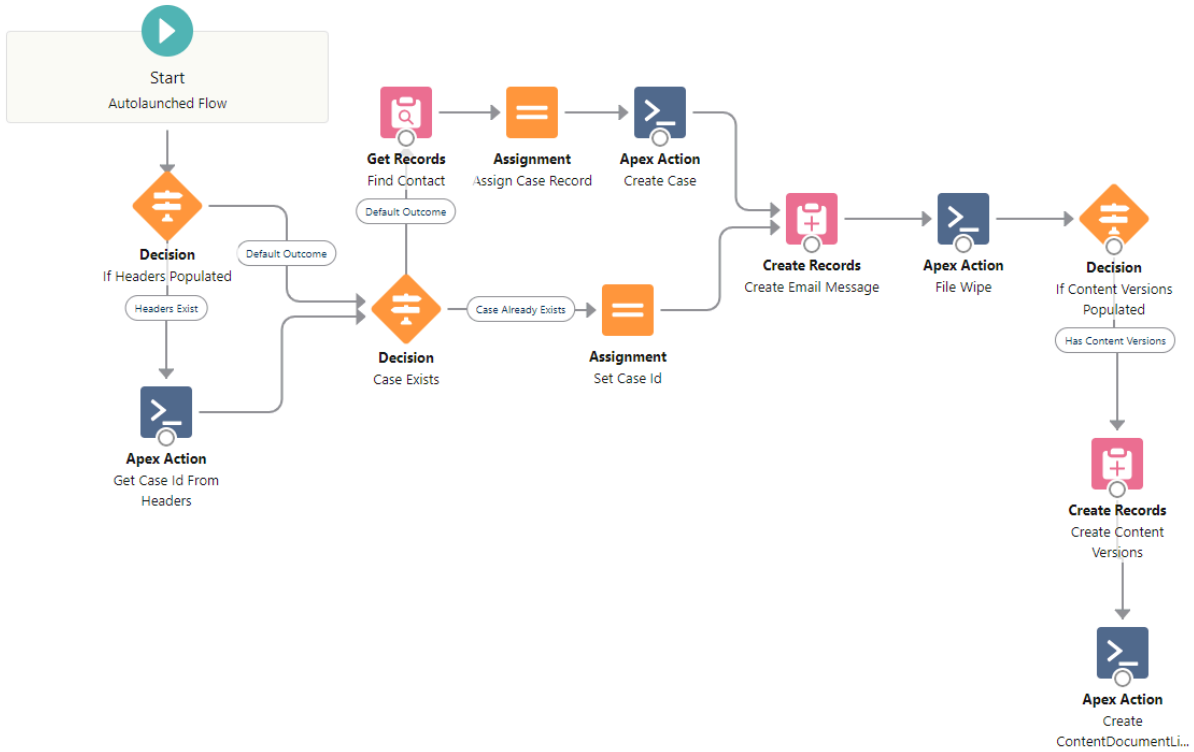 Start
Autolaunched Flow
Decision
If Headers Populated
Default Outcome
Headers Exist
Apex Action
Get Case Id From
Headers
Get Records
Find Contact
Default Outcome
Decision
Case Exists
Assignment
Assign Case Record
Apex Action
Create Case
Case Already Exists
Assignment
Set Case Id
Create Records
Create Email Message
Apex Action
File Wipe
Decision
If Content Versions
Populated
Has Content Versions
Create Records
Create Content
Versions
Apex Action
Create
ContentDocumentLi...